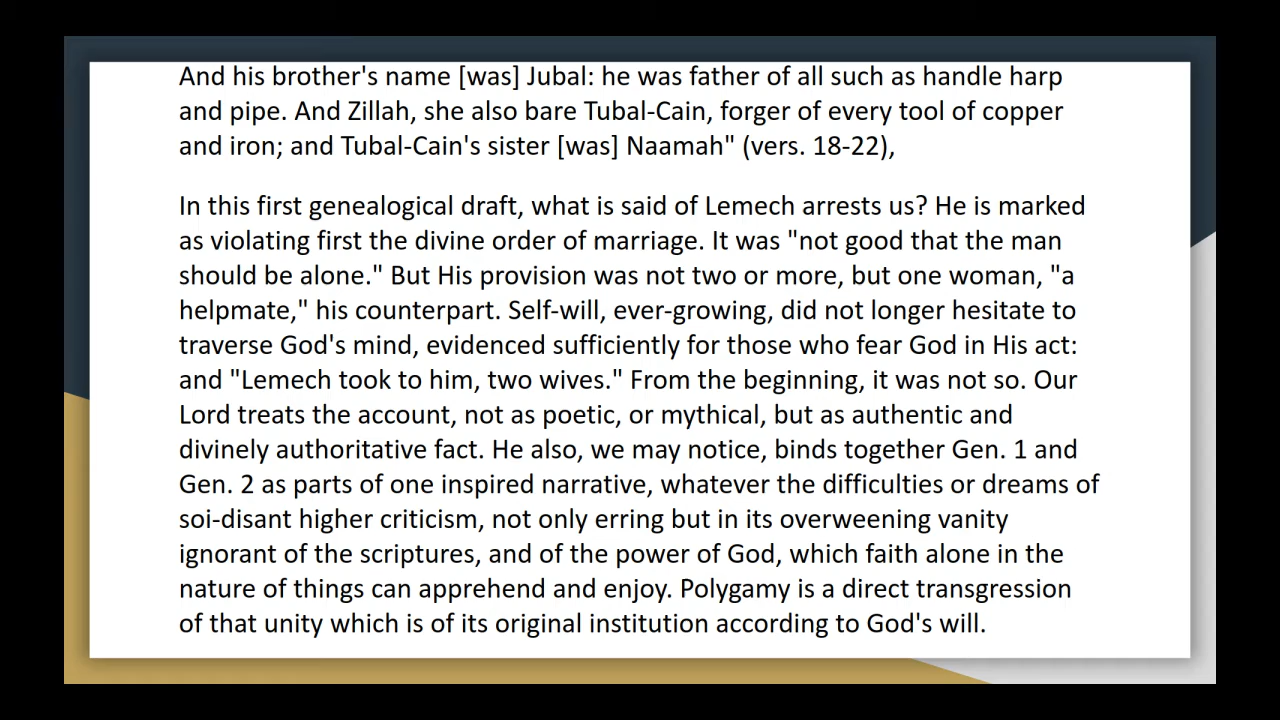 And his brother's name [was] Jubal: he was father of all such as handle harp
and pipe. And Zillah, she also bare Tubal-Cain, forger of every tool of copper
and iron; and Tubal-Cain's sister [was] Naamah" (vers. 18-22),
In this first genealogical draft, what is said of Lemech arrests us? He is marked
as violating first the divine order of marriage. It was "not good that the man
should be alone." But His provision was not two or more, but one woman, "a
helpmate," his counterpart. Self-will, ever-growing, did not longer hesitate to
traverse God's mind, evidenced sufficiently for those who fear God in His act:
and "Lemech took to him, two wives." From the beginning, it was not so. Our
Lord treats the account, not as poetic, or mythical, but as authentic and
divinely authoritative fact. He also, we may notice, binds together Gen. 1 and
Gen. 2 as parts of one inspired narrative, whatever the difficulties or dreams of
soi-disant higher criticism, not only erring but in its overweening vanity
ignorant of the scriptures, and of the power of God, which faith alone in the
nature of things can apprehend and enjoy. Polygamy is a direct transgression
of that unity which is of its original institution according to God's will.